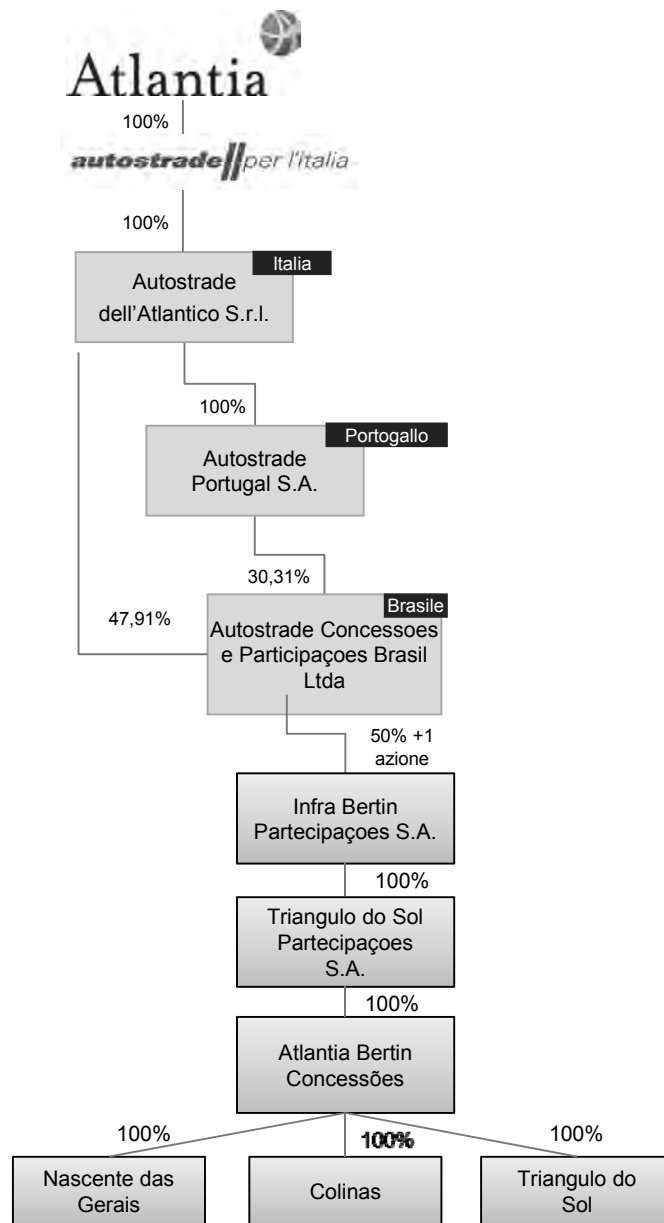 Atlantia
100%
autostrade//per l'italia
100%
Italia
Autostrade
dell'Atlantico S.r.l.
100%
Portogallo
Autostrade
Portugal S.A.
30,31%
47,91%
Brasile
Autostrade Concessoes
e Participaçoes Brasil
Ltda
50% +1
azione
Infra Bertin
Partecipaçoes S.A.
100%
Triangulo do Sol
Partecipaçoes
S.A.
100%
Atlantia Bertin
Concessões
100%
100%
100%
Nascente das
Gerais
Colinas
Triangulo do
Sol